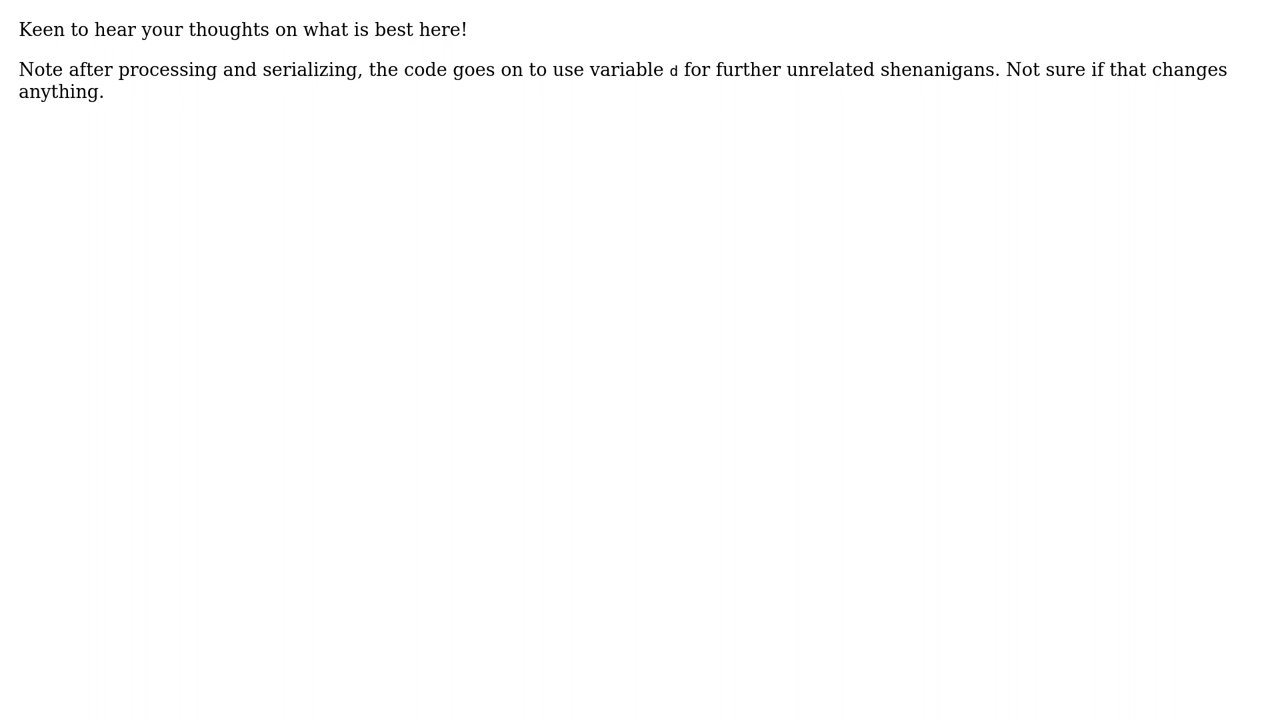 Keen to hear your thoughts on what is best here!
Note after processing and serializing, the code goes on to use variable d for further unrelated shenanigans. Not sure if that changes
anything.